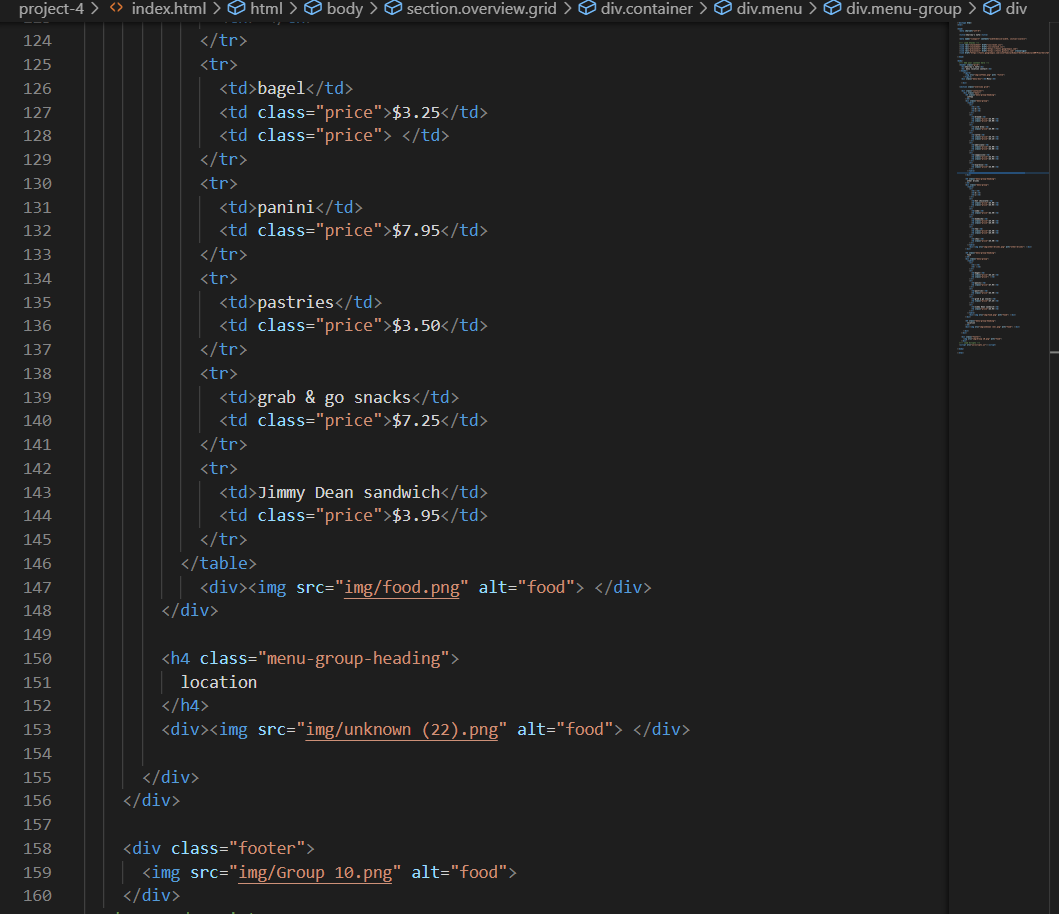 project-4 > <> index.html > html > body > section.overview.grid > div.container > div.menu > div.menu-group > div
124 </tr>
125 <tr>
126 <td>bagel</td>
127 <td class="price">$3.25</td>
128 <td class="price"> </td>
129 </tr>
130 <tr>
131 <td>panini</td>
132 <td class="price">$7.95</td>
133 </tr>
134 <tr>
135 <td>pastries</td>
136 <td class="price">$3.50</td>
137 </tr>
138 <tr>
139 <td>grab & go snacks</td>
140 <td class="price">$7.25</td>
141 </tr>
142 <tr>
143 <td>Jimmy Dean sandwich</td>
144 <td class="price">$3.95</td>
145 </tr>
146 </table>
147 <div><img src="img/food.png" alt="food"> </div>
148 </div>
149
150 <h4 class="menu-group-heading">
151 location
152 </h4>
153 <div><img src="img/unknown (22).png" alt="food"> </div>
154
155 </div>
156 </div>
157
158 <div class="footer">
159 <img src="img/Group 10.png" alt="food">
160 </div>